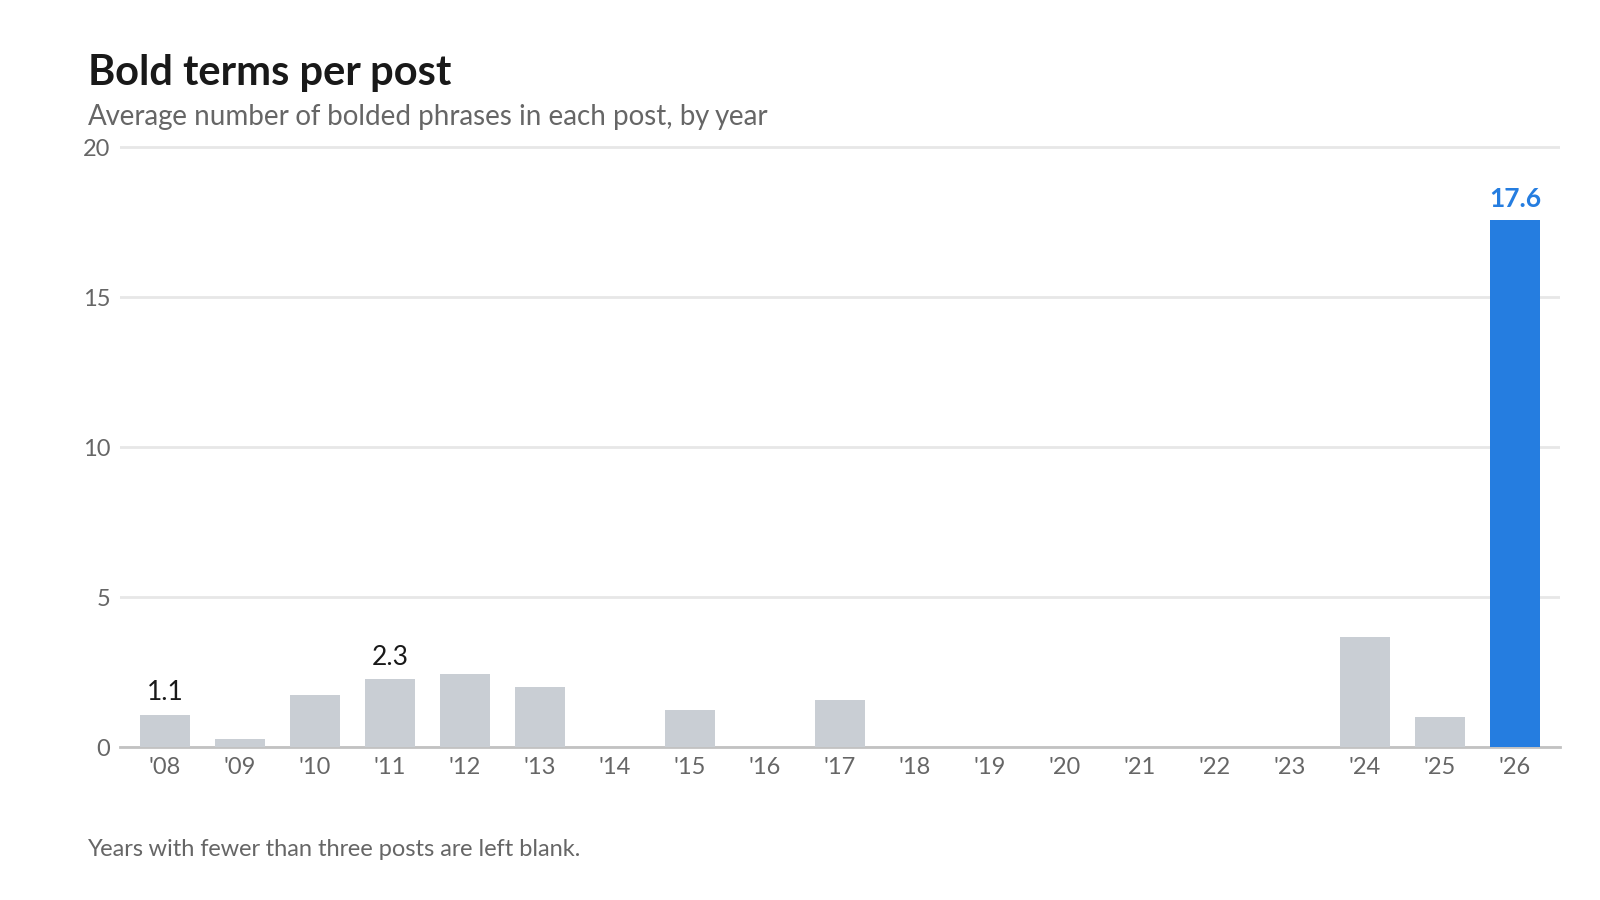 Bold terms per post
Average number of bolded phrases in each post, by year
20
17.6
15
10
5
2.3
1.1
0
'08 '09 '10 '11 '12 '13 '14 '15 '16 '17 '18 '19 '20 '21 '22 '23 '24 '25 '26
Years with fewer than three posts are left blank.